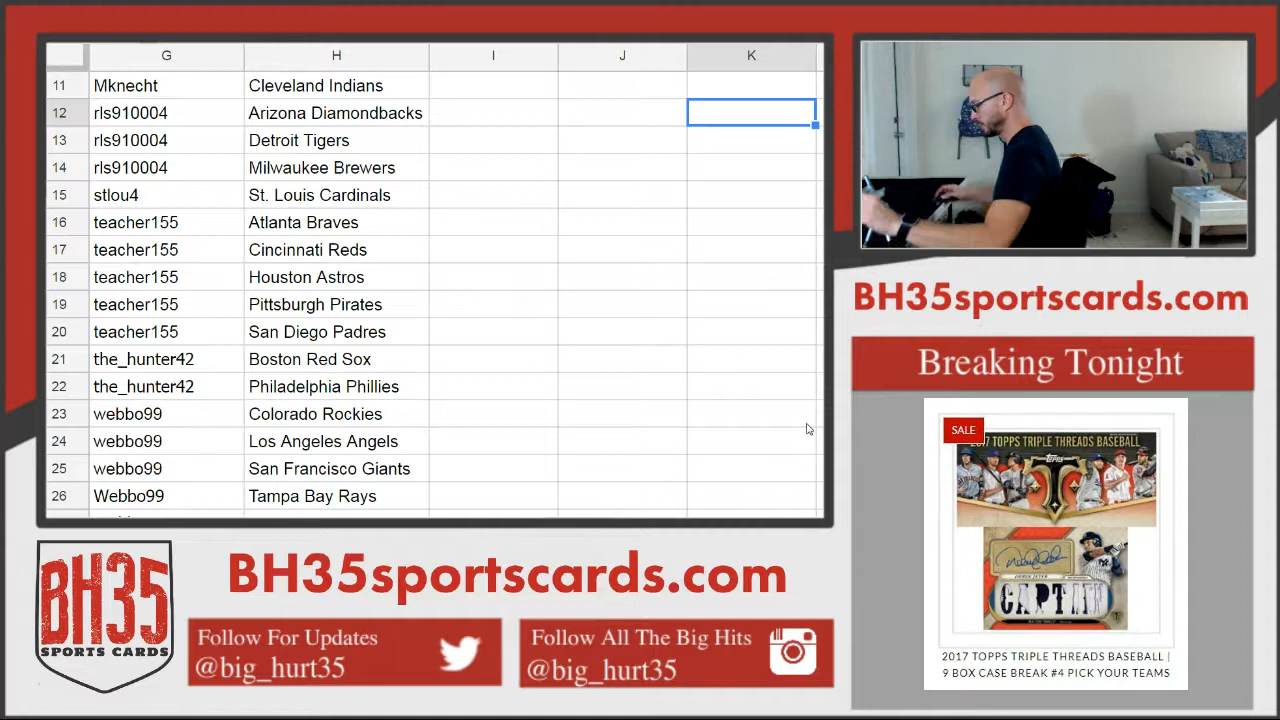 G H I J K
11 Mknecht Cleveland Indians
12 rls910004 Arizona Diamondbacks
13 rls910004 Detroit Tigers
14 rls910004 Milwaukee Brewers
15 stlou4 St. Louis Cardinals
16 teacher155 Atlanta Braves
17 teacher155 Cincinnati Reds
18 teacher155 Houston Astros
19 teacher155 Pittsburgh Pirates
20 teacher155 San Diego Padres
21 the_hunter42 Boston Red Sox
22 the_hunter42 Philadelphia Phillies
23 webbo99 Colorado Rockies
24 webbo99 Los Angeles Angels
25 webbo99 San Francisco Giants
26 Webbo99 Tampa Bay Rays
BH35sportscards.com
Breaking Tonight
SALE
2017 TOPPS TRIPLE THREADS BASEBALL
topps
DEREK JETER
CAPTAIN
2017 TOPPS TRIPLE THREADS BASEBALL |
9 BOX CASE BREAK #4 PICK YOUR TEAMS
BH35
SPORTS CARDS
BH35sportscards.com
Follow For Updates
@big_hurt35
Follow All The Big Hits
@big_hurt35